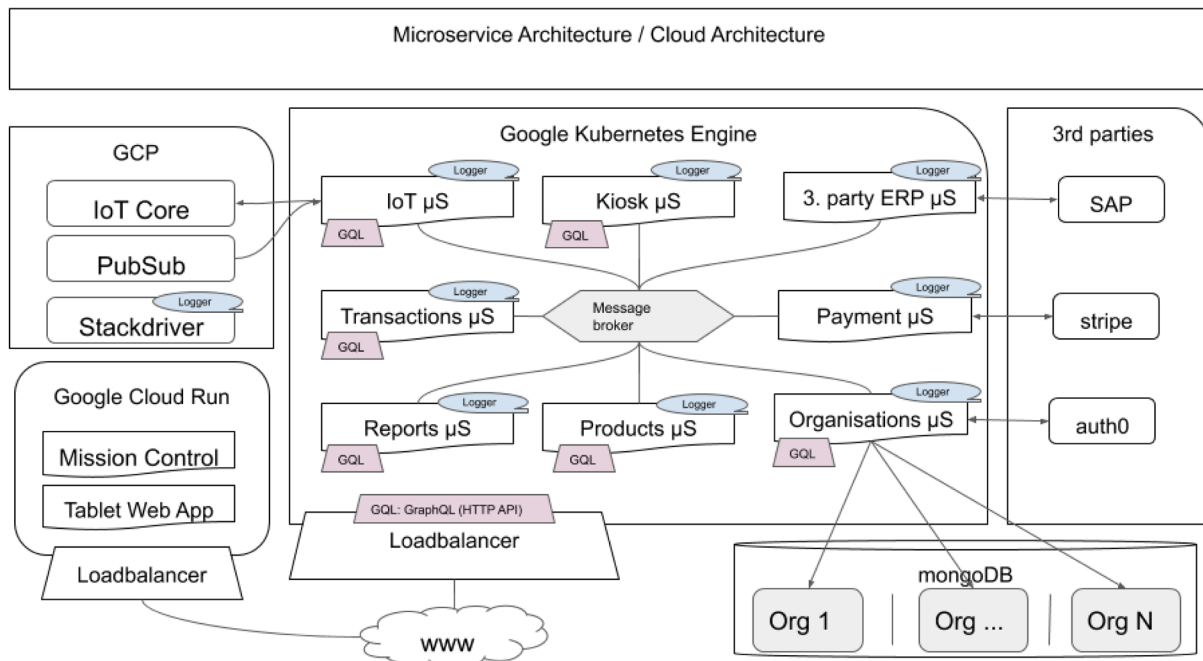 Microservice Architecture / Cloud Architecture
GCP
IoT Core
PubSub
Logger
Stackdriver
Google Cloud Run
Mission Control
Tablet Web App
Loadbalancer
Google Kubernetes Engine
Logger
IoT µS
GQL
Logger
Kiosk µS
GQL
Logger
3. party ERP µS
Logger
Transactions µS
GQL
Message
broker
Logger
Payment µS
Logger
Reports µS
GQL
Logger
Products µS
GQL
Logger
Organisations µS
GQL
GQL: GraphQL (HTTP API)
Loadbalancer
www
3rd parties
SAP
stripe
auth0
mongoDB
Org 1
Org ...
Org N